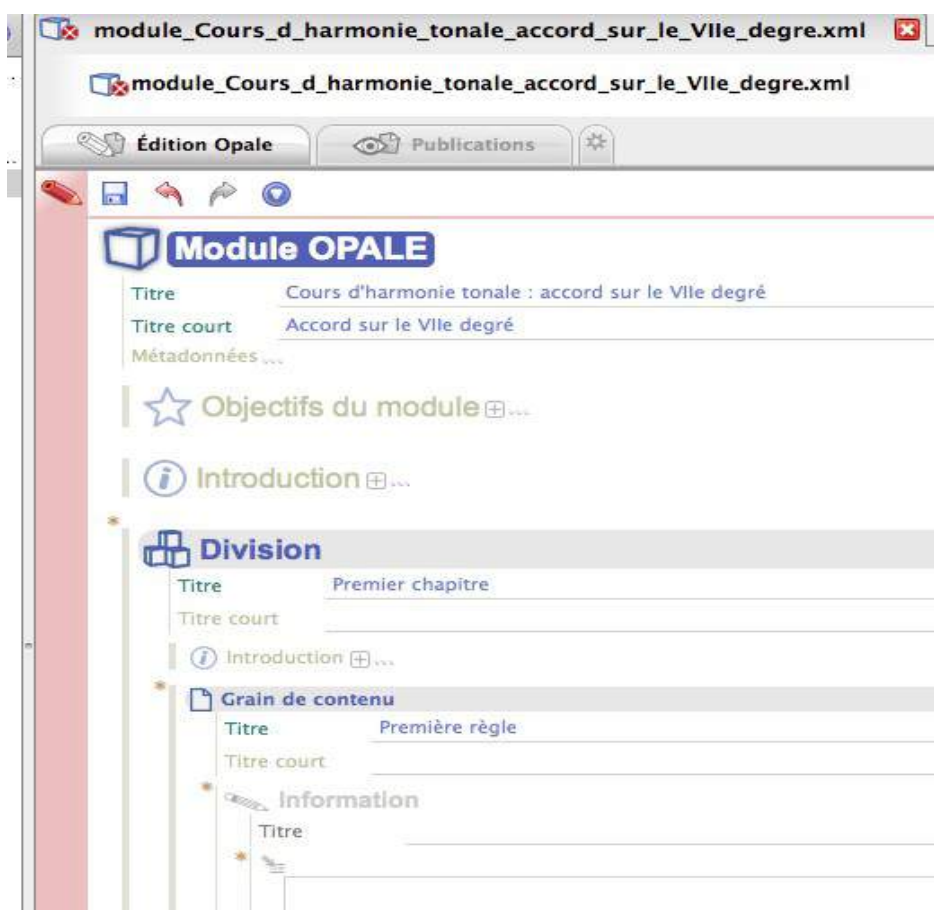 module_Cours_d_harmonie_tonale_accord_sur_le_VIIe_degre.xml
module_Cours_d_harmonie_tonale_accord_sur_le_VIIe_degre.xml
Édition Opale Publications
Module OPALE
Titre Cours d'harmonie tonale : accord sur le VIIe degré
Titre court Accord sur le VIIe degré
Métadonnées ...
Objectifs du module ...
Introduction ...
Division
Titre Premier chapitre
Titre court
Introduction ...
Grain de contenu
Titre Première règle
Titre court
Information
Titre